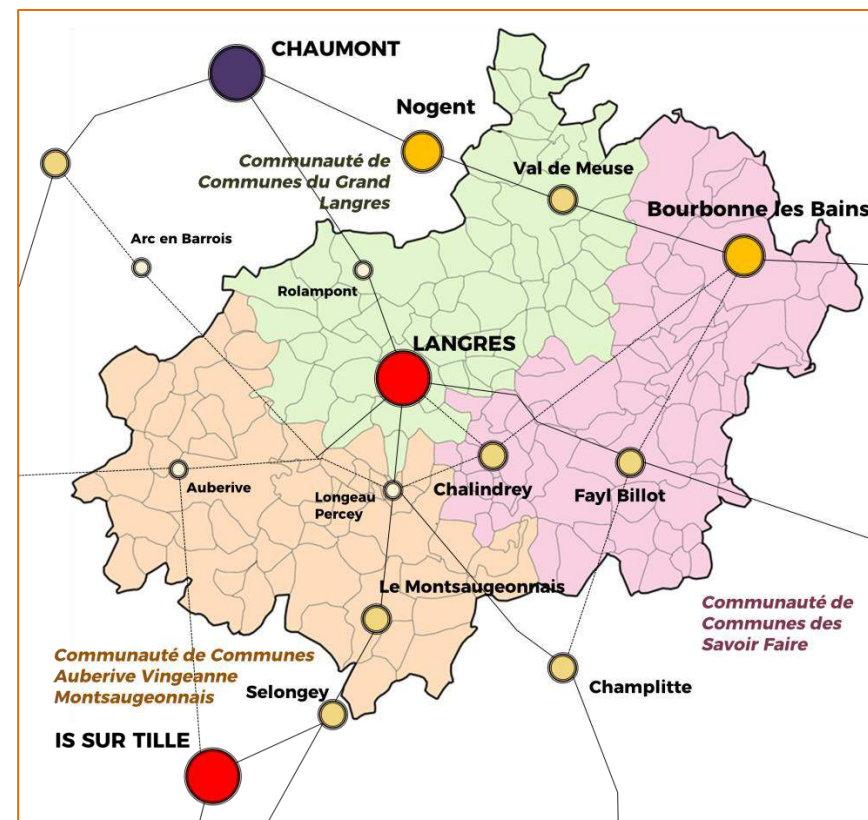 CHAUMONT
Nogent
Communauté de
Communes du Grand
Langres
Val de Meuse
Bourbonne les Bains
Arc en Barrois
Rolampont
LANGRES
Auberive
Longeau
Percey
Chalindrey
Fayl Billot
Le Montsaugeonnais
Communauté de
Communes des
Savoir Faire
Communauté de Communes
Auberive Vingeanne
Montsaugeonnais
Selongey
Champlitte
IS SUR TILLE